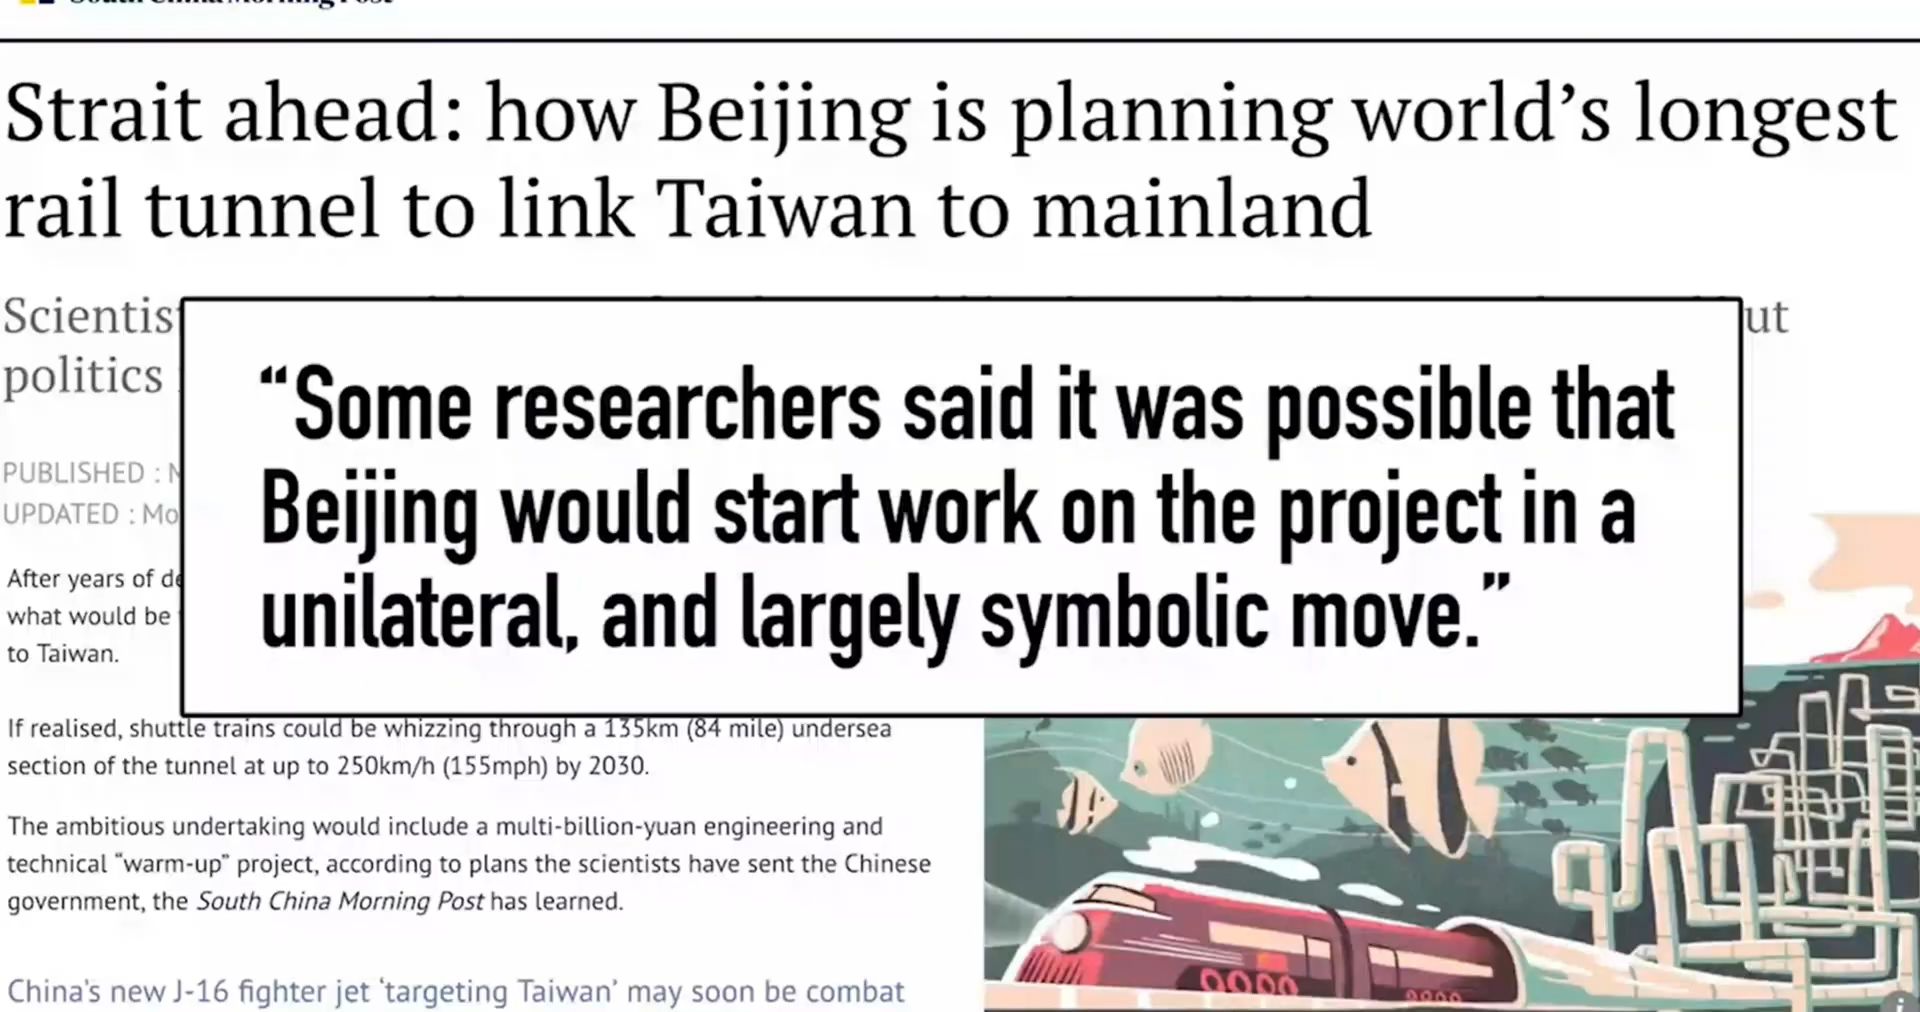 South China Morning Post
Strait ahead: how Beijing is planning world’s longest
rail tunnel to link Taiwan to mainland
ut
politics
“Some researchers said it was possible that
Beijing would start work on the project in a
unilateral, and largely symbolic move.”
PUBLISHED :
UPDATED :
After years of
what would be
to Taiwan.
If realised, shuttle trains could be whizzing through a 135km (84 mile) undersea
section of the tunnel at up to 250km/h (155mph) by 2030.
The ambitious undertaking would include a multi-billion-yuan engineering and
technical “warm-up” project, according to plans the scientists have sent the Chinese
government, the South China Morning Post has learned.
China’s new J-16 fighter jet ‘targeting Taiwan’ may soon be combat